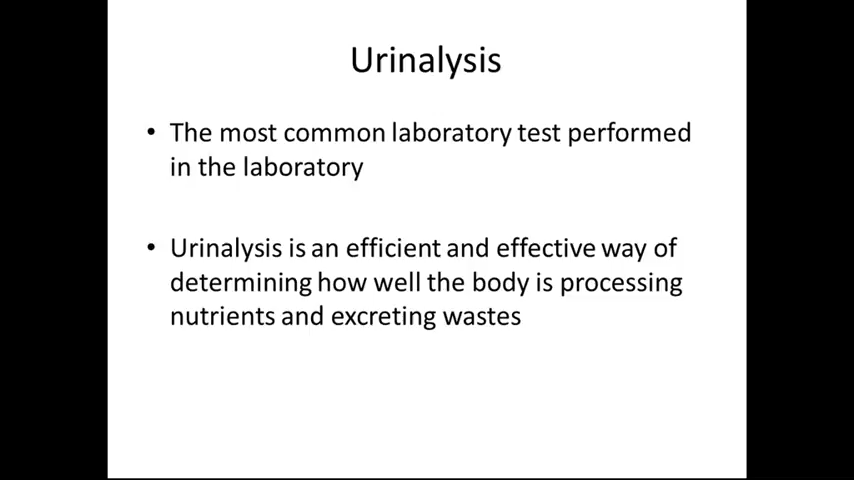 Urinalysis
• The most common laboratory test performed
in the laboratory
• Urinalysis is an efficient and effective way of
determining how well the body is processing
nutrients and excreting wastes